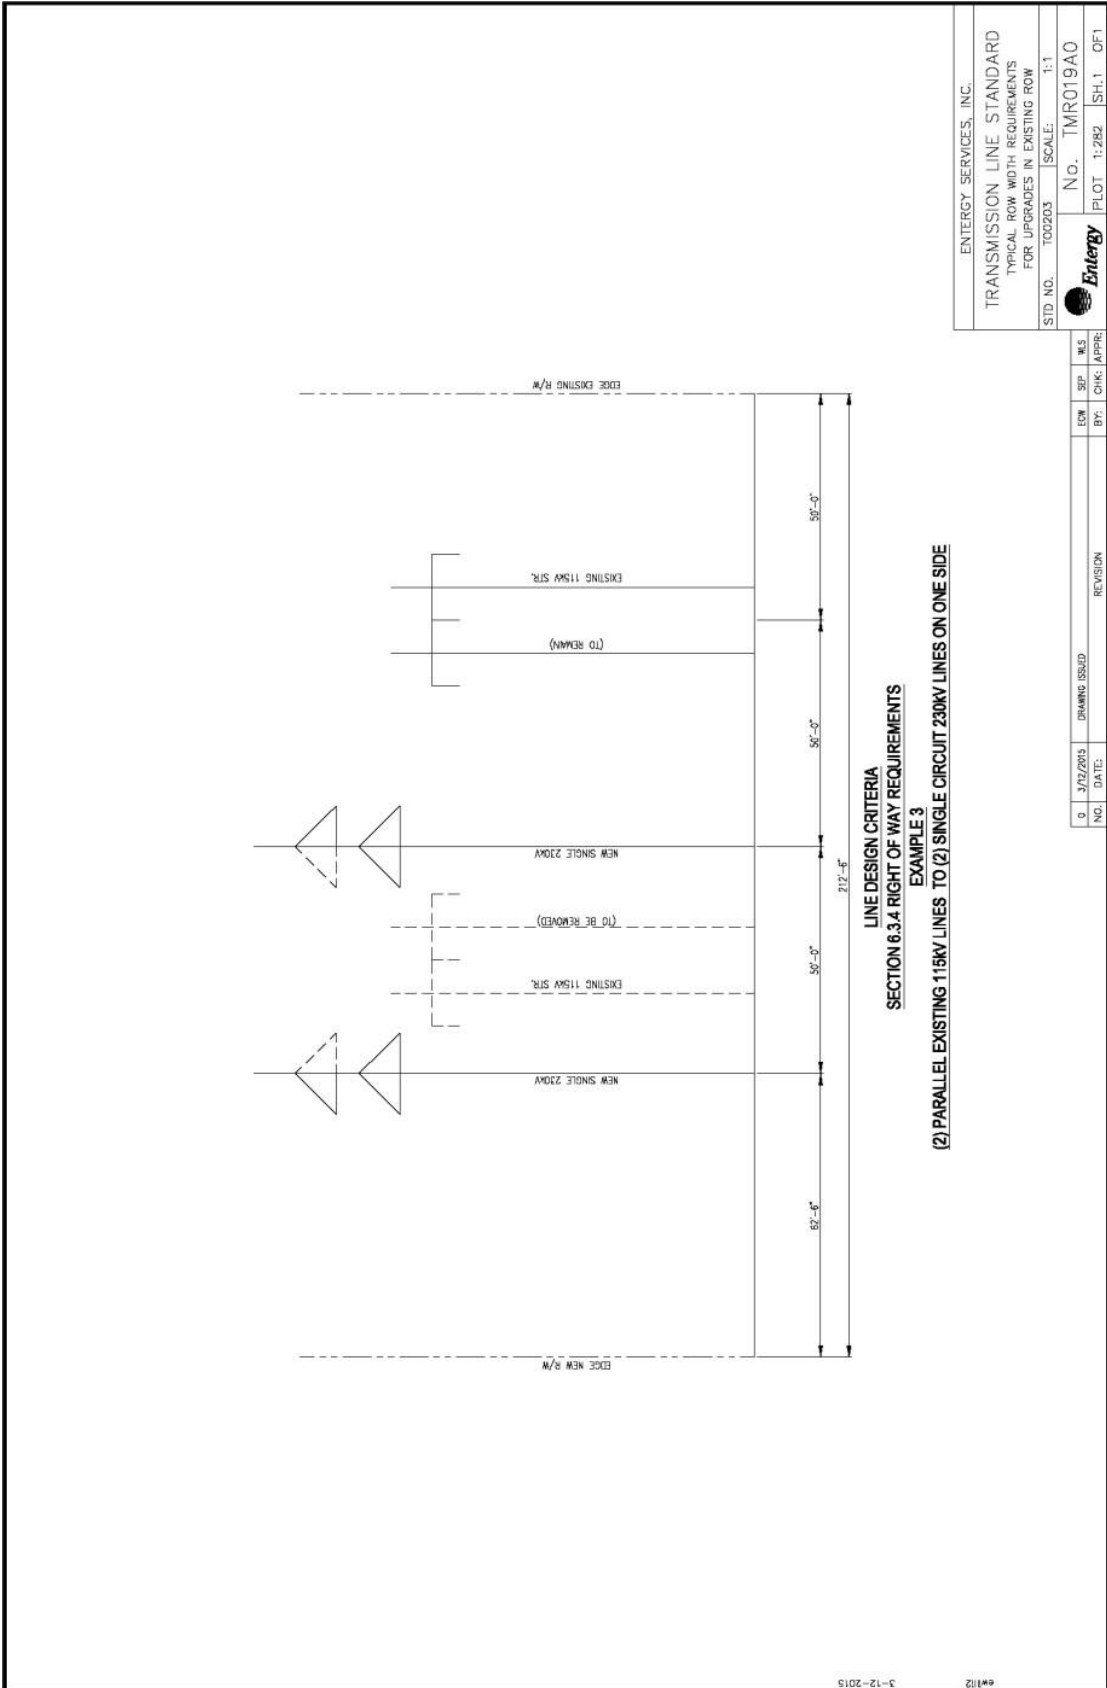 EDGE NEW R/W
NEW SINGLE 230kV
EXISTING 115kV STR.
(TO BE REMOVED)
NEW SINGLE 230kV
(TO REMAIN)
EXISTING 115kV STR.
EDGE EXISTING R/W
62'-6"
50'-0"
50'-0"
50'-0"
212'-6"
LINE DESIGN CRITERIA
SECTION 6.3.4 RIGHT OF WAY REQUIREMENTS
EXAMPLE 3
(2) PARALLEL EXISTING 115kV LINES TO (2) SINGLE CIRCUIT 230kV LINES ON ONE SIDE
ENTERGY SERVICES, INC.
TRANSMISSION LINE STANDARD
TYPICAL ROW WIDTH REQUIREMENTS
FOR UPGRADES IN EXISTING ROW
STD NO. T00203 SCALE: 1:1
Entergy
No. TMR019A0
PLOT 1:282 SH.1 OF1
0 3/12/2015 DRAWING ISSUED ECW SEP WLS
NO. DATE: REVISION BY: CHK: APPR:
3-12-2015